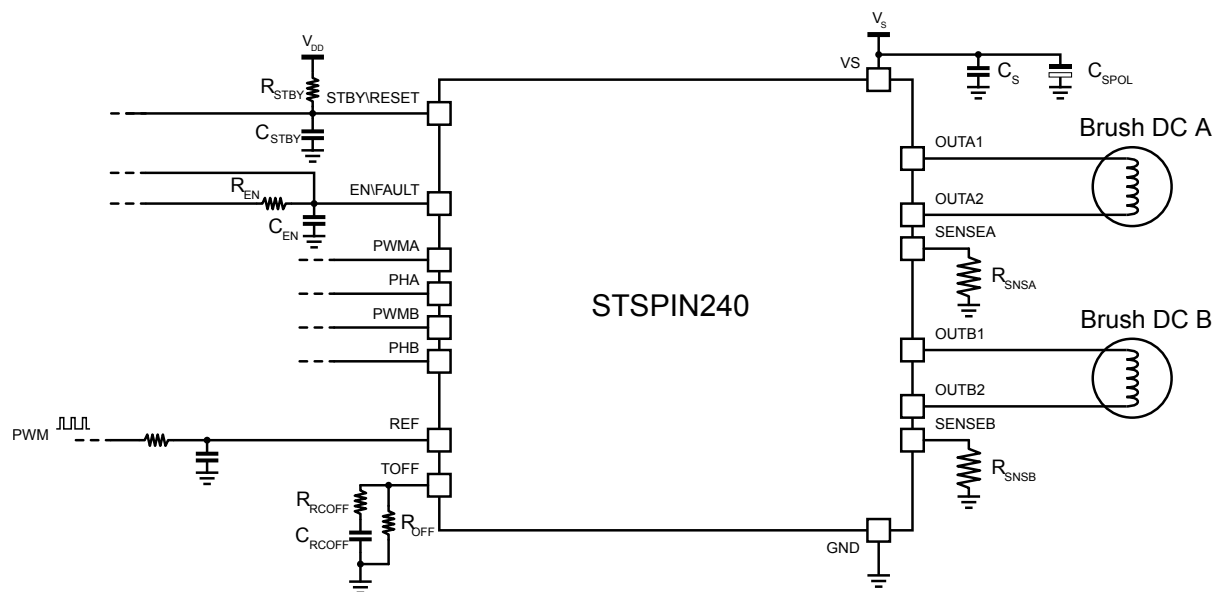 VS
VDD
VS
CS
CSPOL
RSTBY
STBY\RESET
CSTBY
Brush DC A
OUTA1
REN
EN\FAULT
OUTA2
CEN
SENSEA
PWMA
RSNSA
PHA
STSPIN240
PWMB
Brush DC B
PHB
OUTB1
OUTB2
PWM
REF
SENSEB
TOFF
RSNSB
RRCOFF
ROFF
CRCOFF
GND